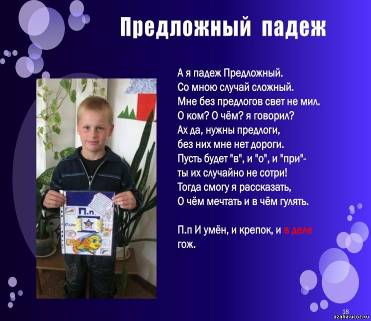 Предложный падеж
А я падеж Предложный.
Со мною случай сложный.
Мне без предлогов свет не мил.
О ком? О чём? я говорил?
Ах да, нужны предлоги,
без них мне нет дороги.
Пусть будет "в", и "о", и "при"-
ты их случайно не сотри!
Тогда смогу я рассказать,
О чём мечтать и в чём гулять.
П.п И умён, и крепок, и в деле
гож.
П.п.
18